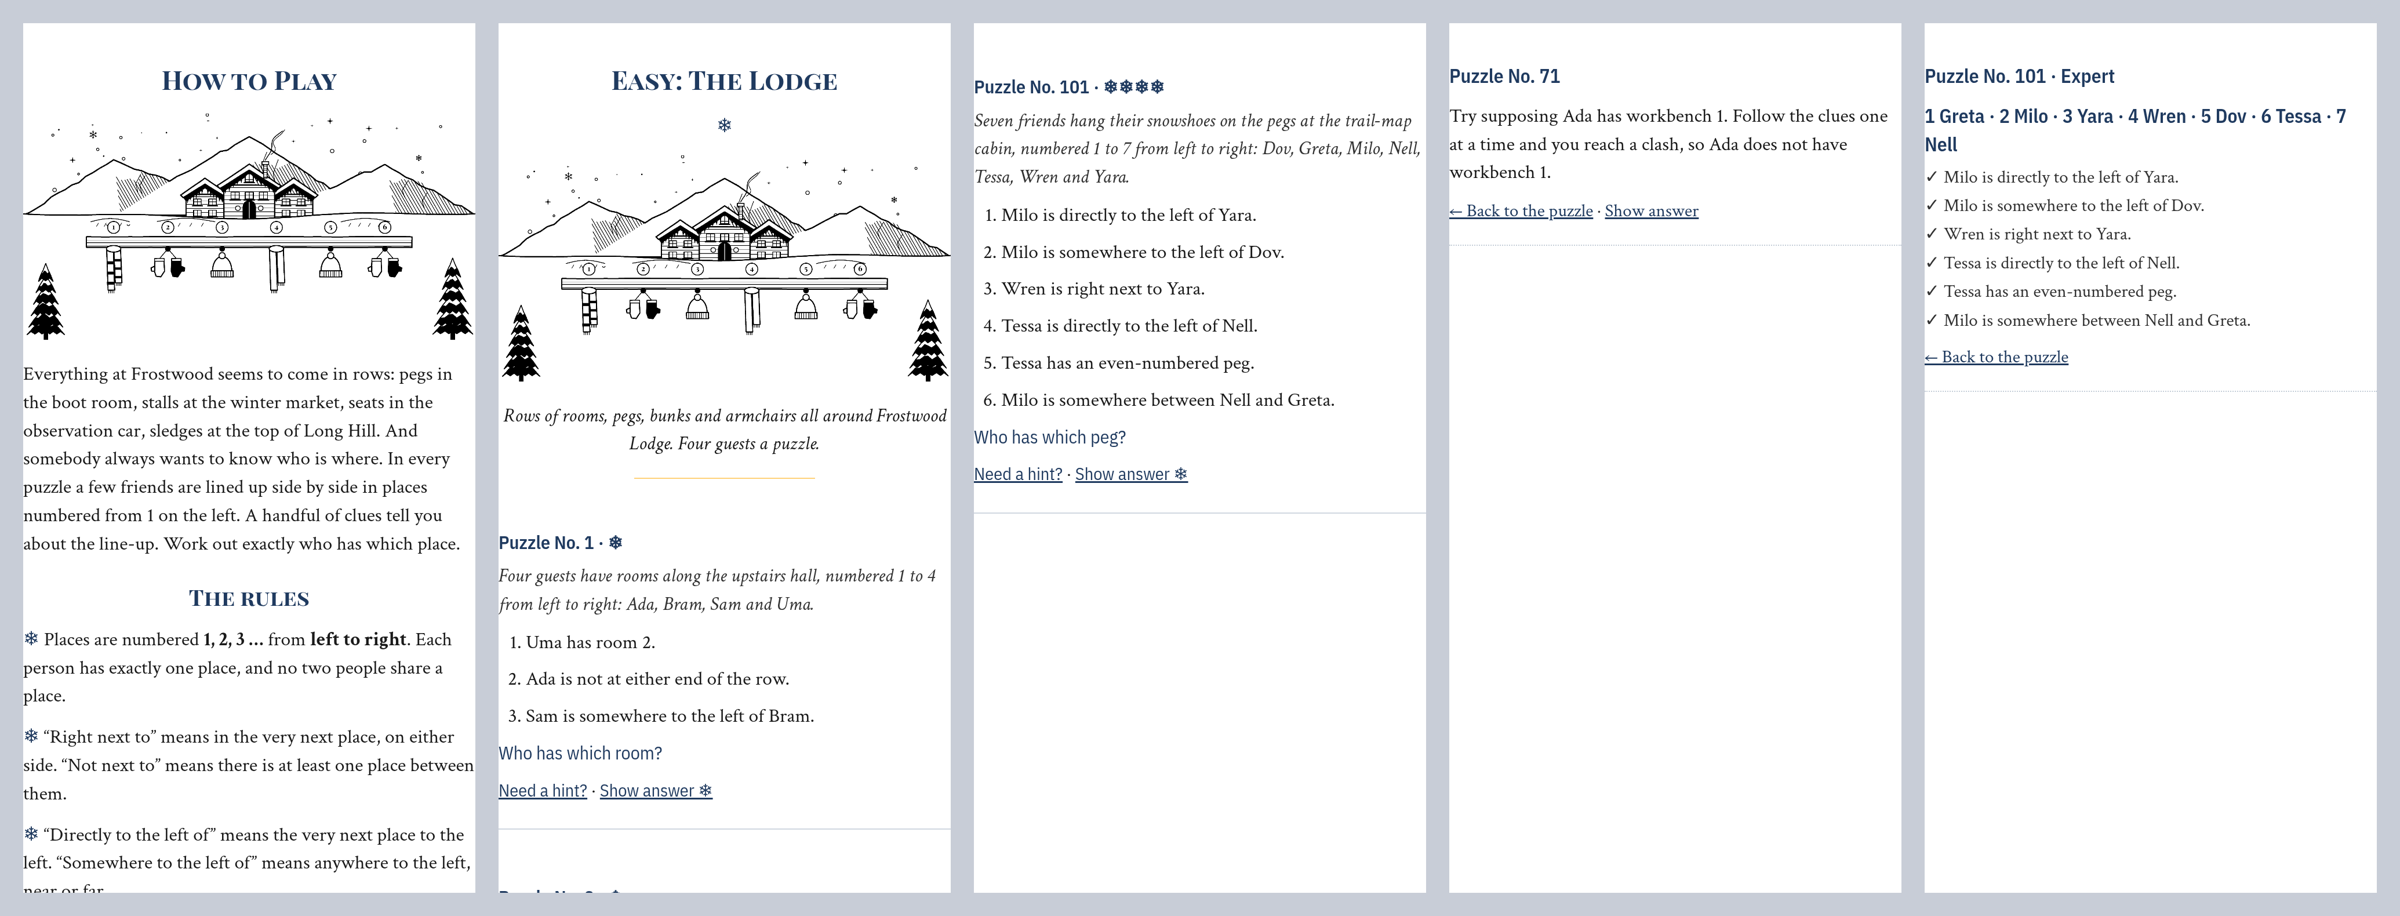 How to Play
1 2 3 4 5 6
Everything at Frostwood seems to come in rows: pegs in
the boot room, stalls at the winter market, seats in the
observation car, sledges at the top of Long Hill. And
somebody always wants to know who is where. In every
puzzle a few friends are lined up side by side in places
numbered from 1 on the left. A handful of clues tell you
about the line-up. Work out exactly who has which place.
The rules
❄ Places are numbered 1, 2, 3 … from left to right. Each
person has exactly one place, and no two people share a
place.
❄ “Right next to” means in the very next place, on either
side. “Not next to” means there is at least one place between
them.
❄ “Directly to the left of” means the very next place to the
left. “Somewhere to the left of” means anywhere to the left,
near or far.
Easy: The Lodge
❄
1 2 3 4 5 6
Rows of rooms, pegs, bunks and armchairs all around Frostwood
Lodge. Four guests a puzzle.
Puzzle No. 1 · ❄
Four guests have rooms along the upstairs hall, numbered 1 to 4
from left to right: Ada, Bram, Sam and Uma.
1. Uma has room 2.
2. Ada is not at either end of the row.
3. Sam is somewhere to the left of Bram.
Who has which room?
Need a hint? · Show answer ❄
Puzzle No. 101 · ❄❄❄❄
Seven friends hang their snowshoes on the pegs at the trail-map
cabin, numbered 1 to 7 from left to right: Dov, Greta, Milo, Nell,
Tessa, Wren and Yara.
1. Milo is directly to the left of Yara.
2. Milo is somewhere to the left of Dov.
3. Wren is right next to Yara.
4. Tessa is directly to the left of Nell.
5. Tessa has an even-numbered peg.
6. Milo is somewhere between Nell and Greta.
Who has which peg?
Need a hint? · Show answer ❄
Puzzle No. 71
Try supposing Ada has workbench 1. Follow the clues one
at a time and you reach a clash, so Ada does not have
workbench 1.
← Back to the puzzle · Show answer
Puzzle No. 101 · Expert
1 Greta · 2 Milo · 3 Yara · 4 Wren · 5 Dov · 6 Tessa · 7
Nell
✓ Milo is directly to the left of Yara.
✓ Milo is somewhere to the left of Dov.
✓ Wren is right next to Yara.
✓ Tessa is directly to the left of Nell.
✓ Tessa has an even-numbered peg.
✓ Milo is somewhere between Nell and Greta.
← Back to the puzzle